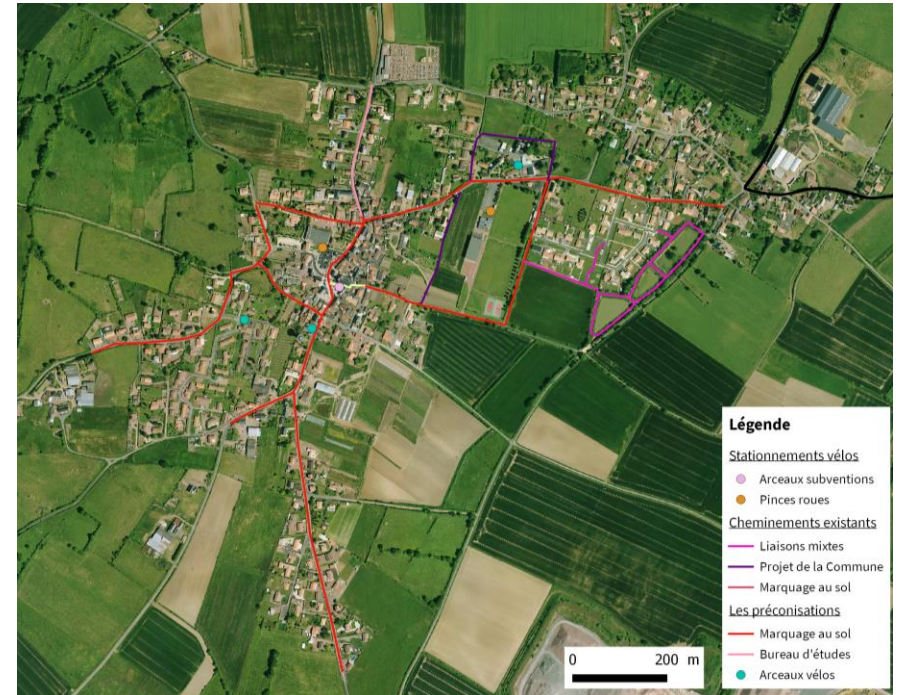 Légende
Stationnements vélos
Arceaux subventions
Pinces roues
Cheminements existants
Liaisons mixtes
Projet de la Commune
Marquage au sol
Les préconisations
Marquage au sol
Bureau d'études
Arceaux vélos
0 200 m